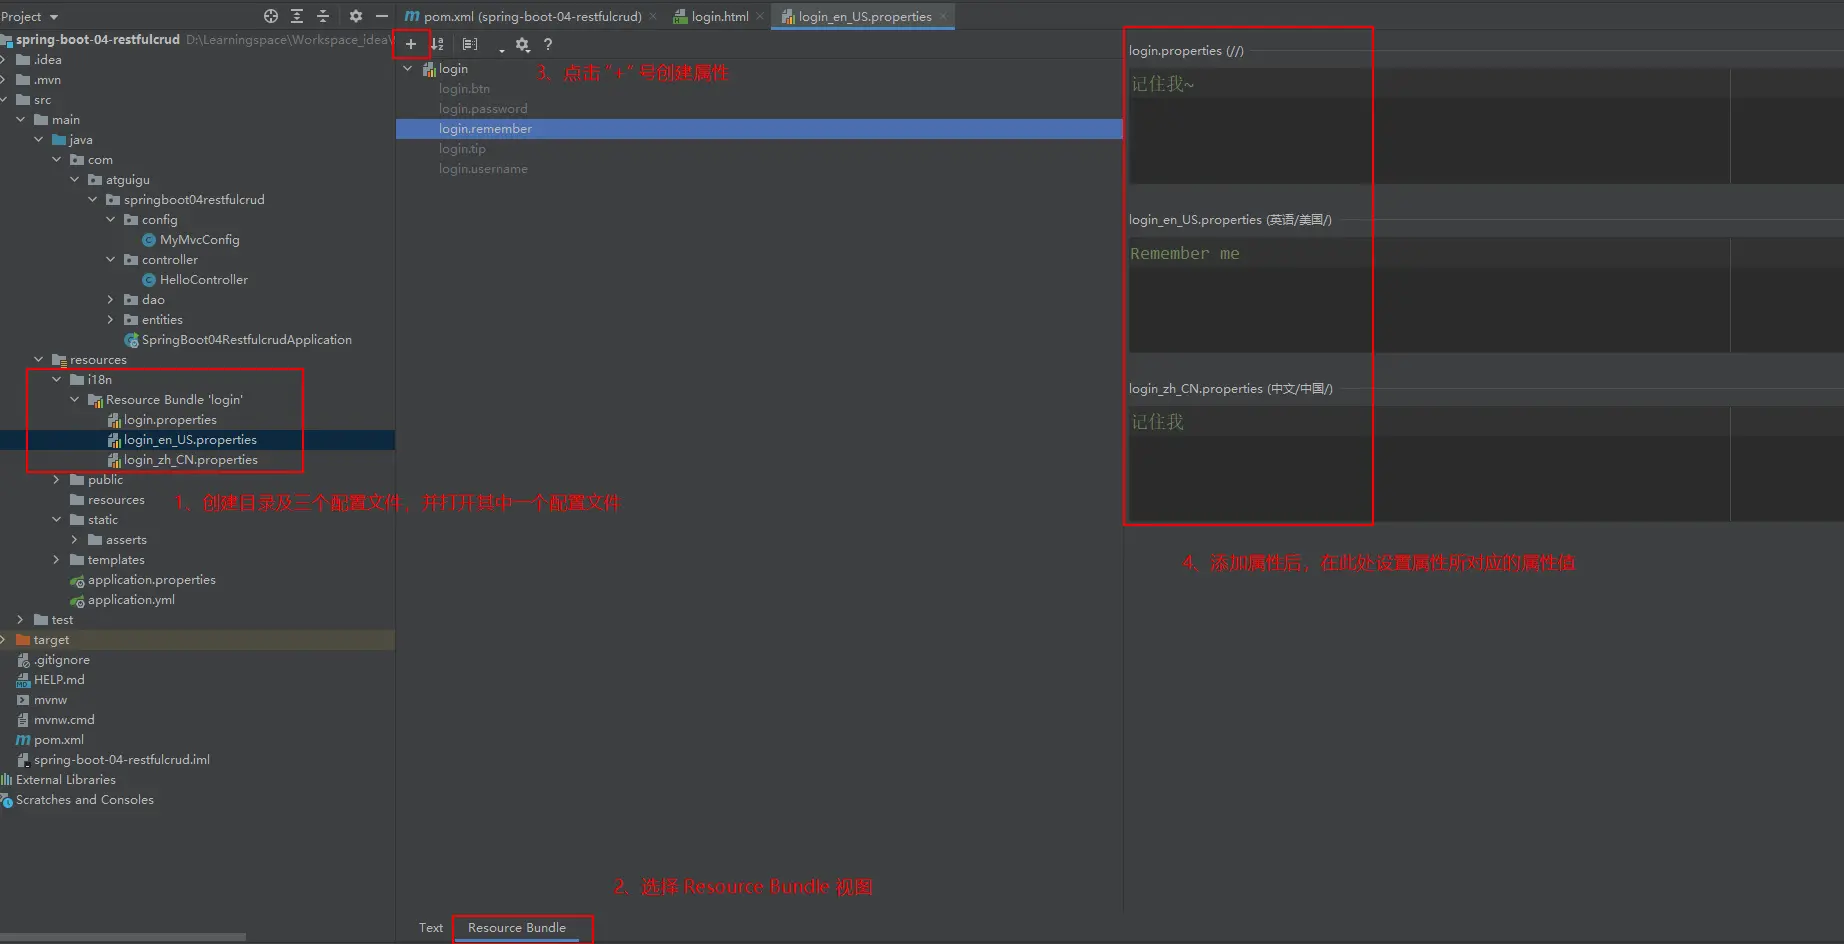 Project
pom.xml (spring-boot-04-restfulcrud)
login.html
login_en_US.properties
spring-boot-04-restfulcrud D:\Learningspace\Workspace_idea\
.idea
.mvn
src
main
java
com
atguigu
springboot04restfulcrud
config
MyMvcConfig
controller
HelloController
dao
entities
SpringBoot04RestfulcrudApplication
resources
i18n
Resource Bundle 'login'
login.properties
login_en_US.properties
login_zh_CN.properties
public
resources
static
asserts
templates
application.properties
application.yml
test
target
.gitignore
HELP.md
mvnw
mvnw.cmd
pom.xml
spring-boot-04-restfulcrud.iml
External Libraries
Scratches and Consoles
1、创建目录及三个配置文件，并打开其中一个配置文件
login
login.btn
login.password
login.remember
login.tip
login.username
3、点击 "+" 号创建属性
2、选择 Resource Bundle 视图
Text
Resource Bundle
login.properties (//)
记住我~
login_en_US.properties (英语/美国/)
Remember me
login_zh_CN.properties (中文/中国/)
记住我
4、添加属性后，在此处设置属性所对应的属性值